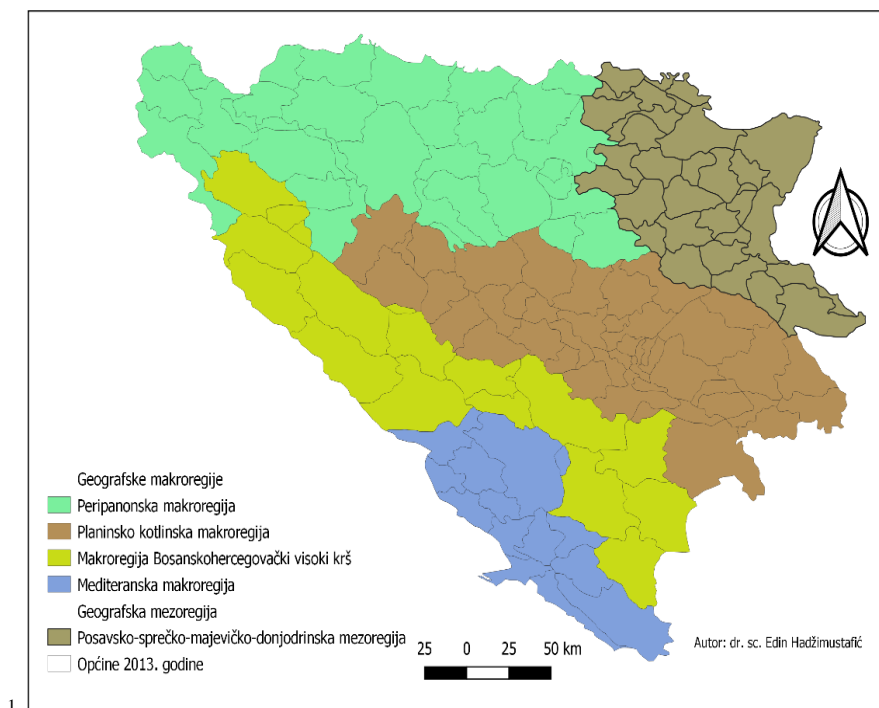 Geografske makroregije
Peripanonska makroregija
Planinsko kotlinska makroregija
Makroregija Bosanskohercegovački visoki krš
Mediteranska makroregija
Geografska mezoregija
Posavsko-sprečko-majevičko-donjodrinska mezoregija
Općine 2013. godine
25 0 25 50 km
Autor: dr. sc. Edin Hadžimustafić
1